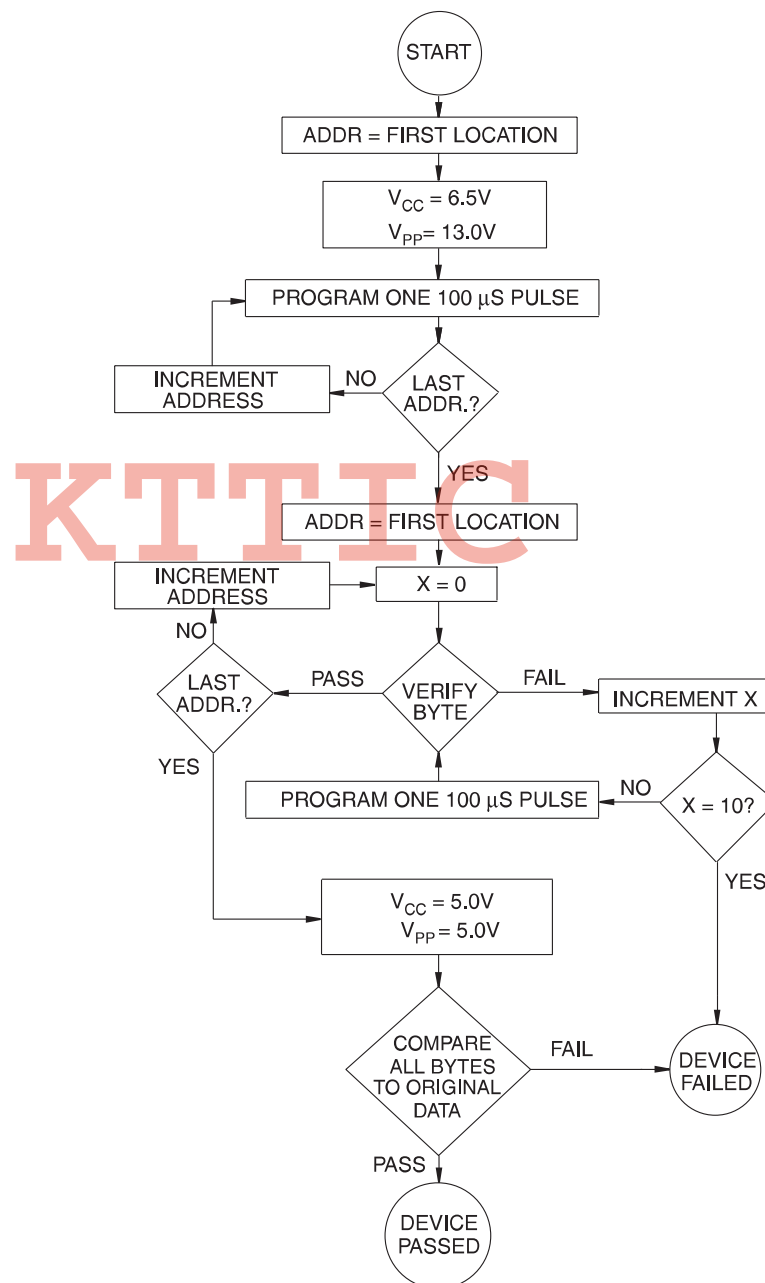 START
ADDR = FIRST LOCATION
VCC = 6.5V
VPP= 13.0V
PROGRAM ONE 100 μS PULSE
INCREMENT
ADDRESS
NO
LAST
ADDR.?
YES
KTTIC
ADDR = FIRST LOCATION
INCREMENT
ADDRESS
X = 0
NO
LAST
ADDR.?
PASS
VERIFY
BYTE
FAIL
INCREMENT X
YES
PROGRAM ONE 100 μS PULSE
NO
X = 10?
YES
VCC = 5.0V
VPP = 5.0V
COMPARE
ALL BYTES
TO ORIGINAL
DATA
FAIL
DEVICE
FAILED
PASS
DEVICE
PASSED